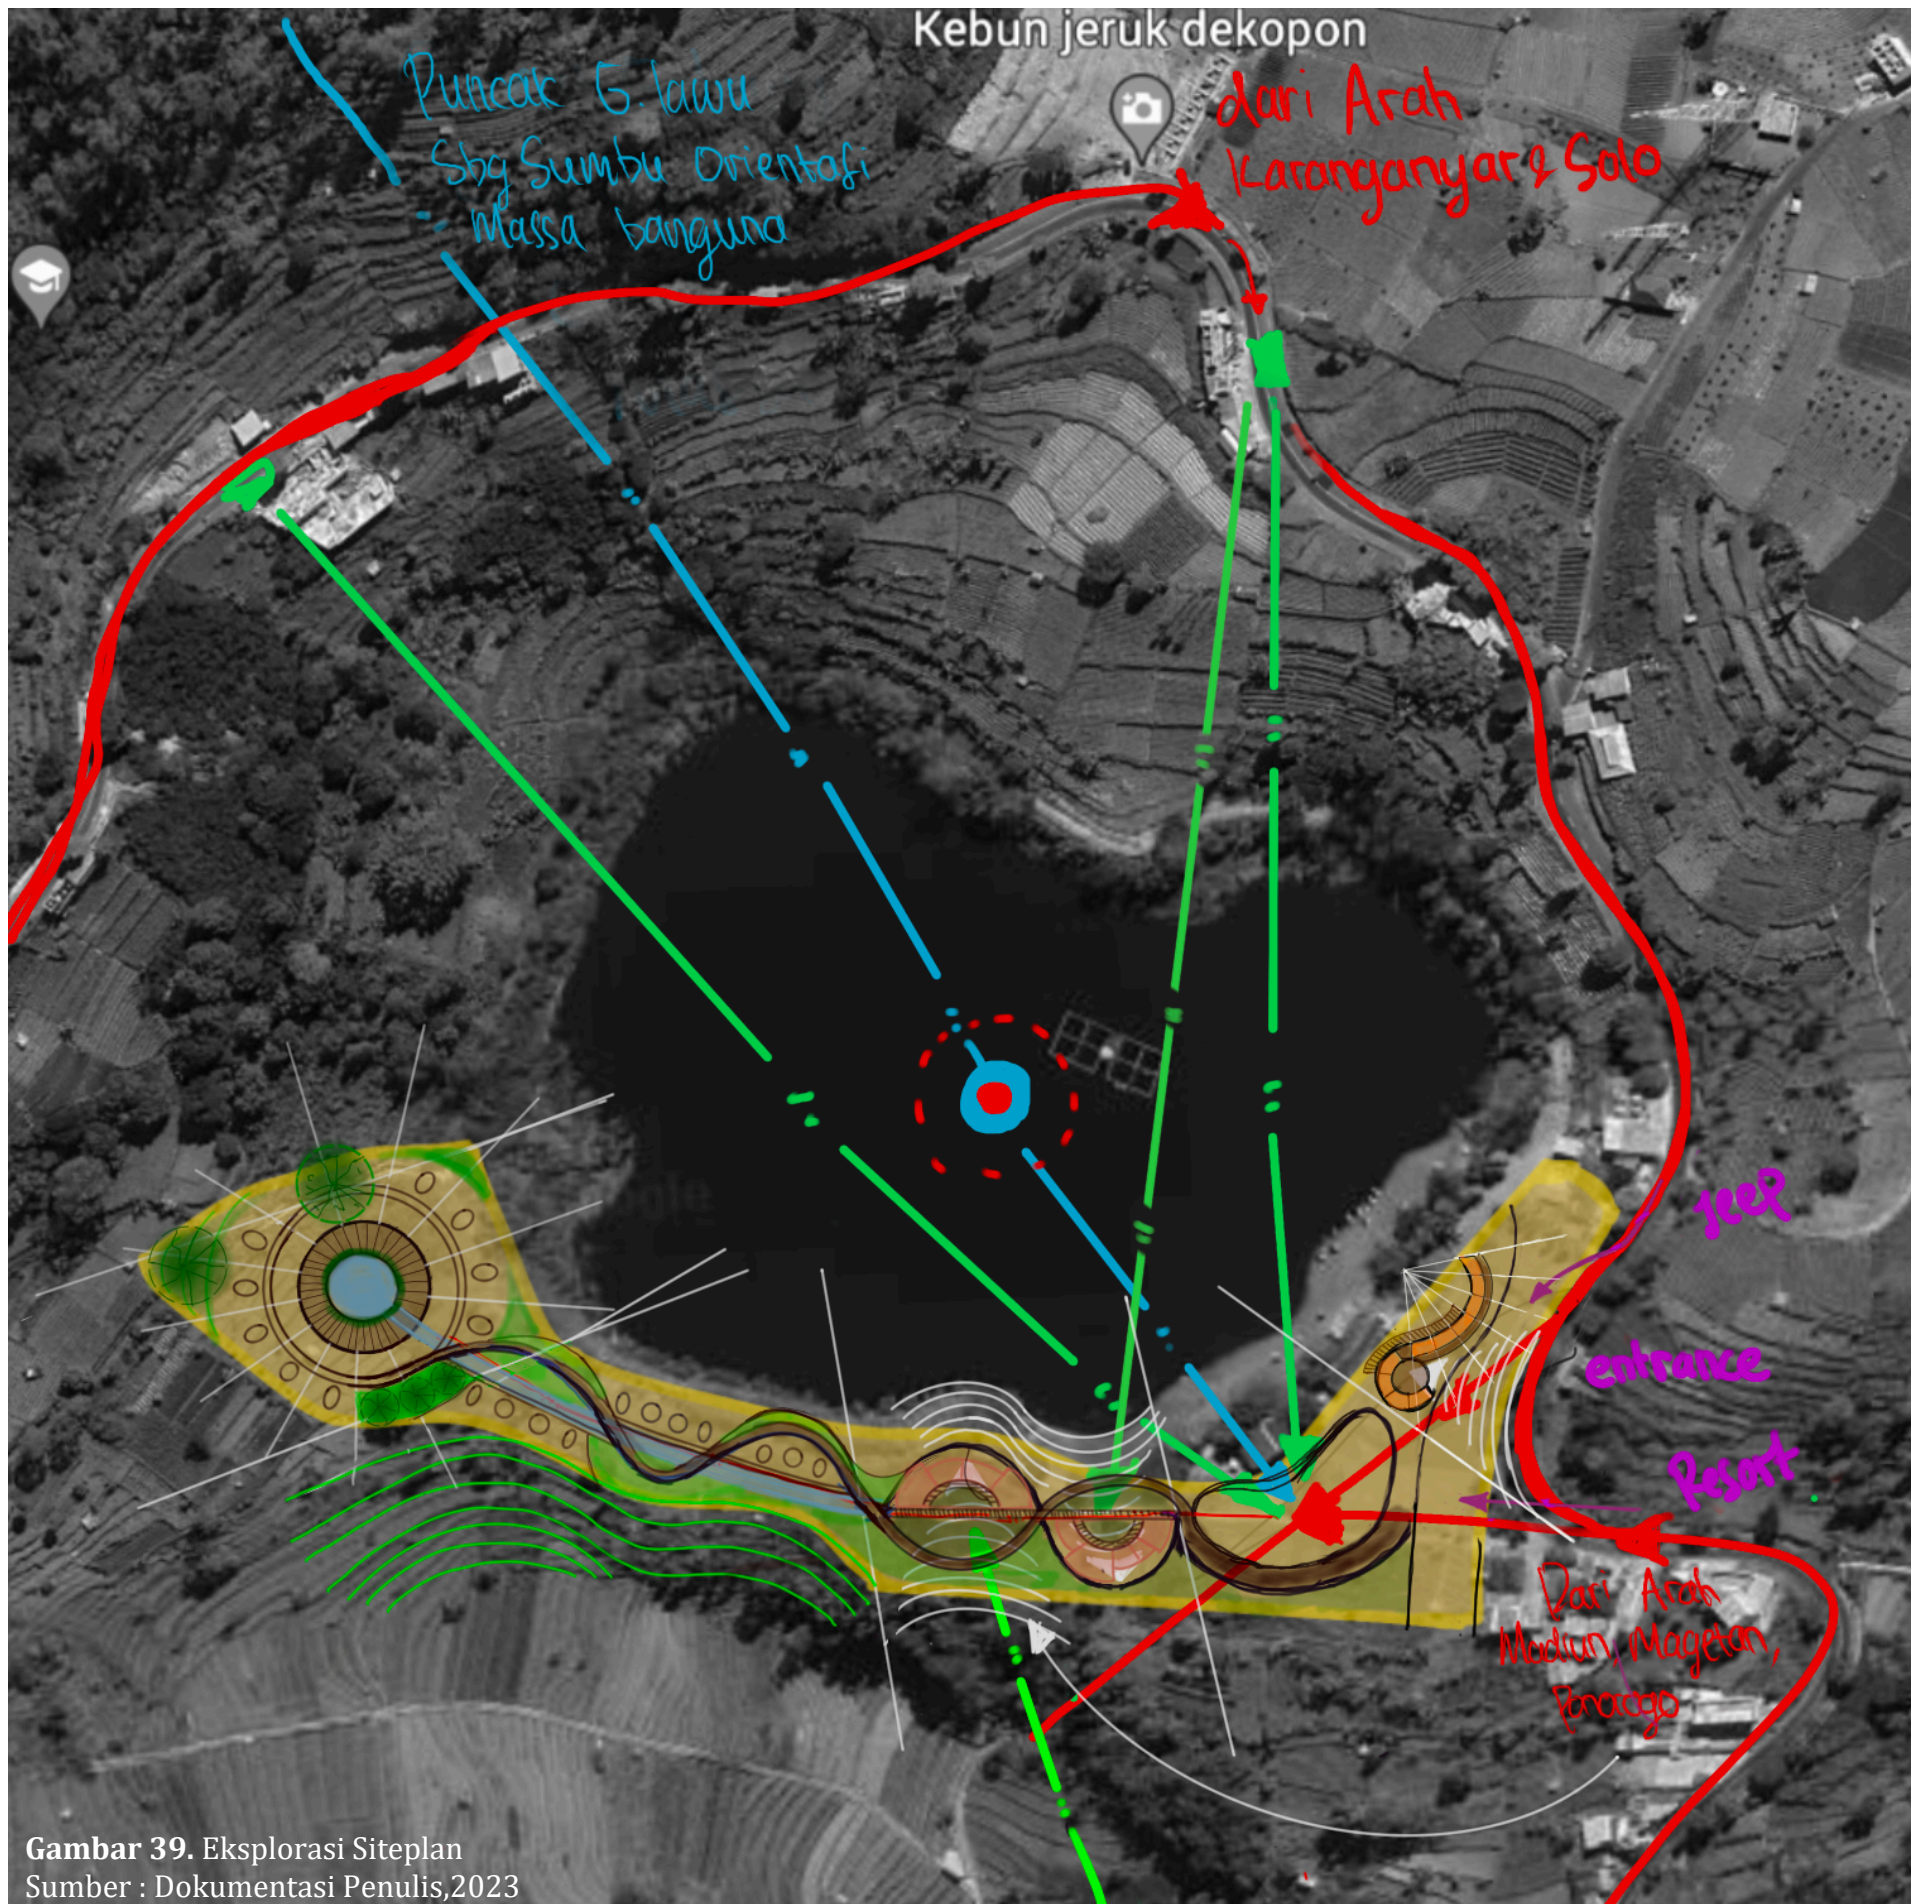 Kebun jeruk dekopon
Puncak G. lawu
Sbg Sumbu Orientasi
Massa banguna
dari Arah
Karanganyar & Solo
Jeep
entrance
Resort
Dari Arah
Madiun, Magetan,
Ponorogo
Gambar 39. Eksplorasi Siteplan
Sumber : Dokumentasi Penulis,2023